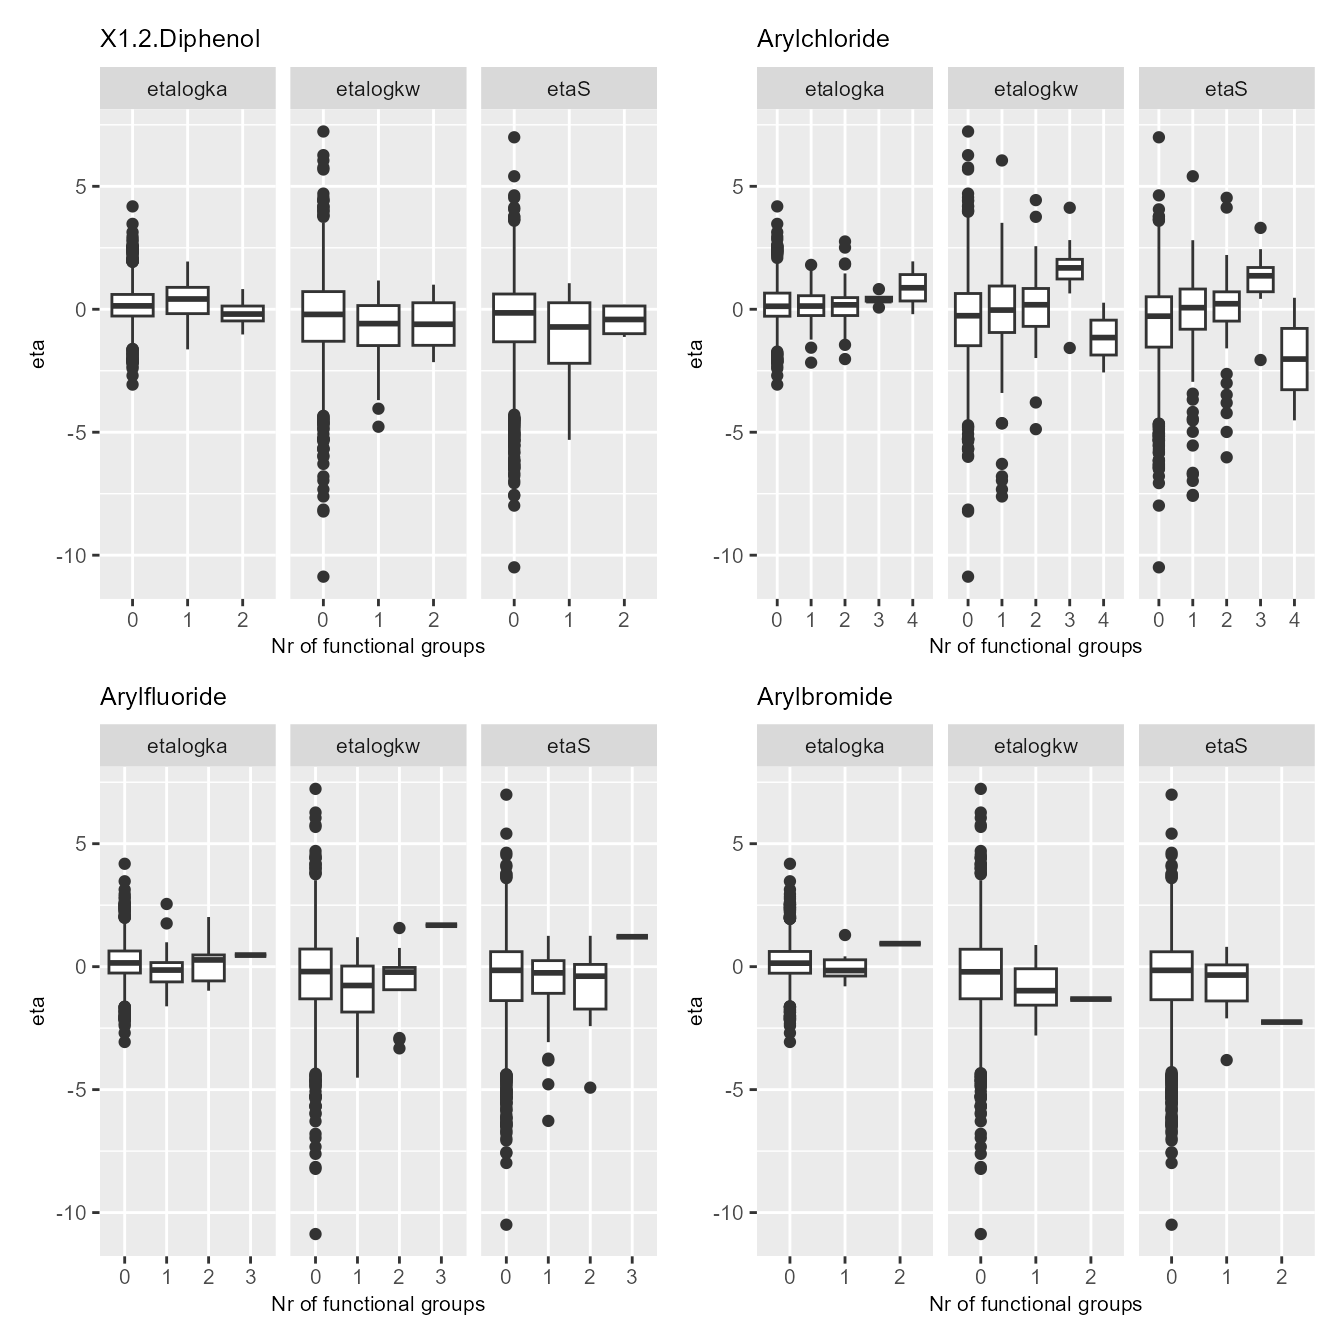 X1.2.Diphenol
etalogka etalogkw etaS
5
0
-5
-10
eta
0 1 2 0 1 2 0 1 2
Nr of functional groups
Arylchloride
etalogka etalogkw etaS
5
0
-5
-10
eta
0 1 2 3 4 0 1 2 3 4 0 1 2 3 4
Nr of functional groups
Arylfluoride
etalogka etalogkw etaS
5
0
-5
-10
eta
0 1 2 3 0 1 2 3 0 1 2 3
Nr of functional groups
Arylbromide
etalogka etalogkw etaS
5
0
-5
-10
eta
0 1 2 0 1 2 0 1 2
Nr of functional groups